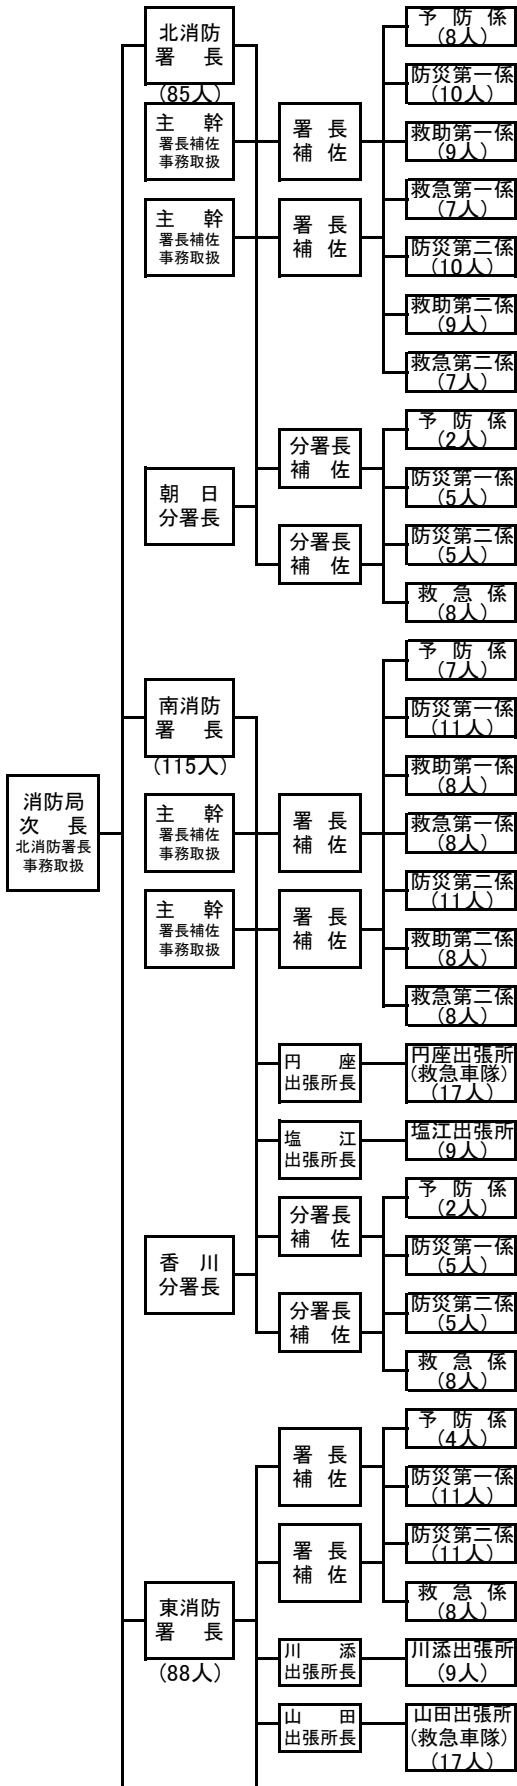 消防局
次　長
北消防署長
事務取扱
北消防
署　長
(85人)
主　幹
署長補佐
事務取扱
主　幹
署長補佐
事務取扱
署 長
補 佐
署 長
補 佐
予 防 係
(8人)
防災第一係
(10人)
救助第一係
(9人)
救急第一係
(7人)
防災第二係
(10人)
救助第二係
(9人)
救急第二係
(7人)
朝　日
分署長
分署長
補　佐
分署長
補　佐
予 防 係
(2人)
防災第一係
(5人)
防災第二係
(5人)
救 急 係
(8人)
南消防
署　長
(115人)
主　幹
署長補佐
事務取扱
主　幹
署長補佐
事務取扱
署 長
補 佐
署 長
補 佐
予 防 係
(7人)
防災第一係
(11人)
救助第一係
(8人)
救急第一係
(8人)
防災第二係
(11人)
救助第二係
(8人)
救急第二係
(8人)
円　座
出張所長
円座出張所
(救急車隊)
(17人)
塩　江
出張所長
塩江出張所
(9人)
香　川
分署長
分署長
補　佐
分署長
補　佐
予 防 係
(2人)
防災第一係
(5人)
防災第二係
(5人)
救 急 係
(8人)
東消防
署　長
(88人)
署 長
補 佐
署 長
補 佐
予 防 係
(4人)
防災第一係
(11人)
防災第二係
(11人)
救 急 係
(8人)
川　添
出張所長
川添出張所
(9人)
山　田
出張所長
山田出張所
(救急車隊)
(17人)